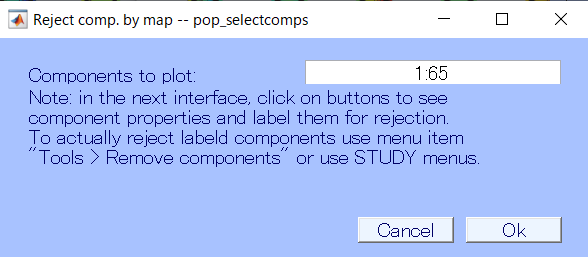 Reject comp. by map -- pop_selectcomps
Components to plot: 1:65
Note: in the next interface, click on buttons to see
component properties and label them for rejection.
To actually reject labeld components use menu item
"Tools > Remove components" or use STUDY menus.
Cancel Ok